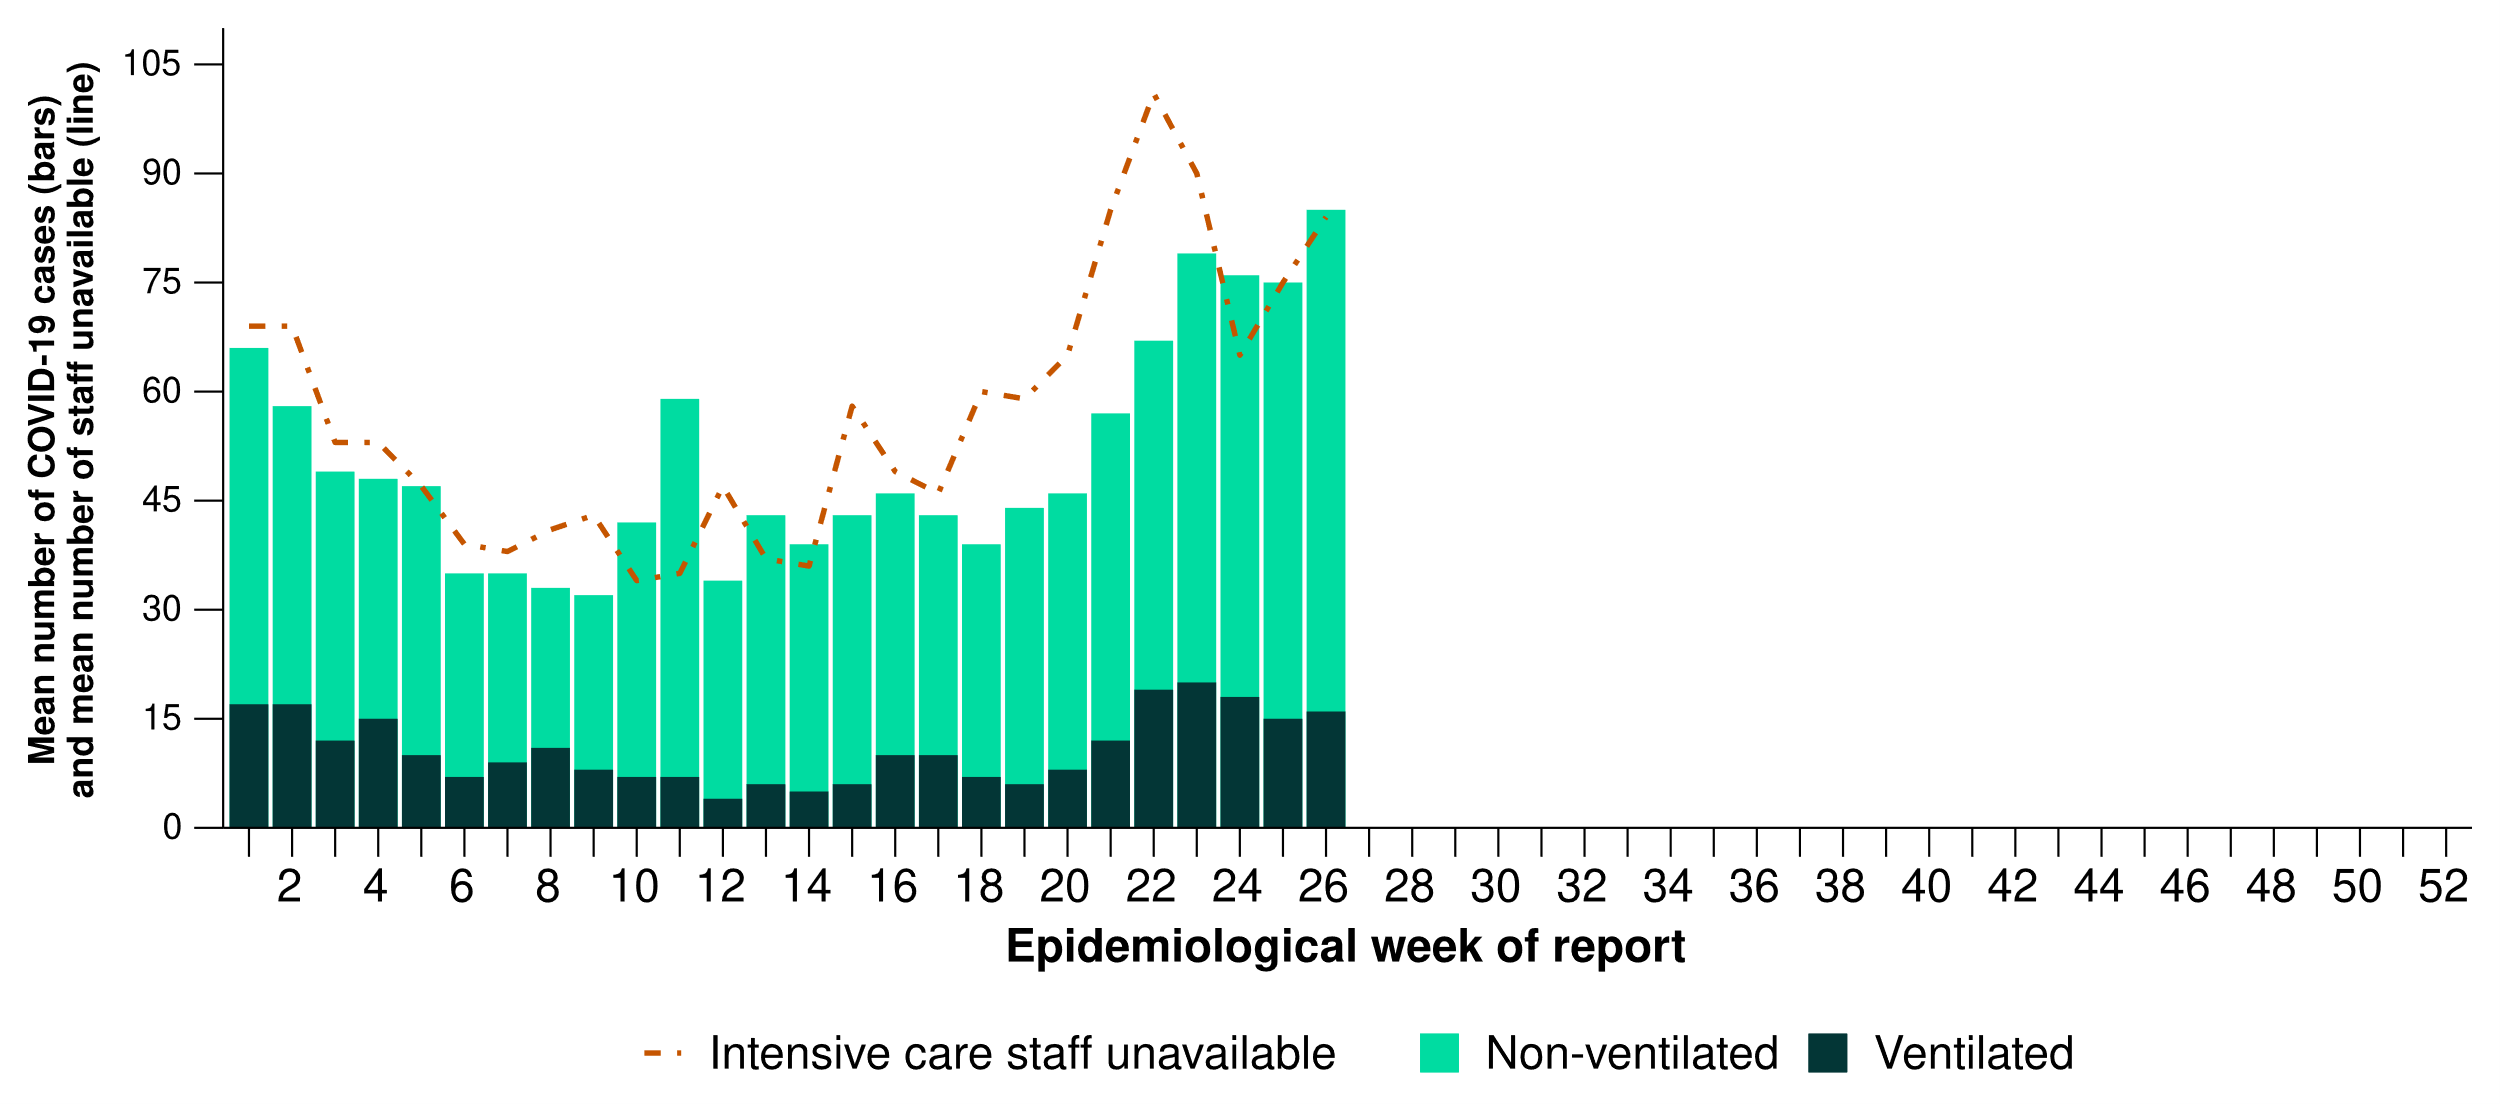 Mean number of COVID-19 cases (bars)
and mean number of staff unavailable (line)
105
90
75
60
45
30
15
0
2 4 6 8 10 12 14 16 18 20 22 24 26 28 30 32 34 36 38 40 42 44 46 48 50 52
Epidemiological week of report
Intensive care staff unavailable Non-ventilated Ventilated